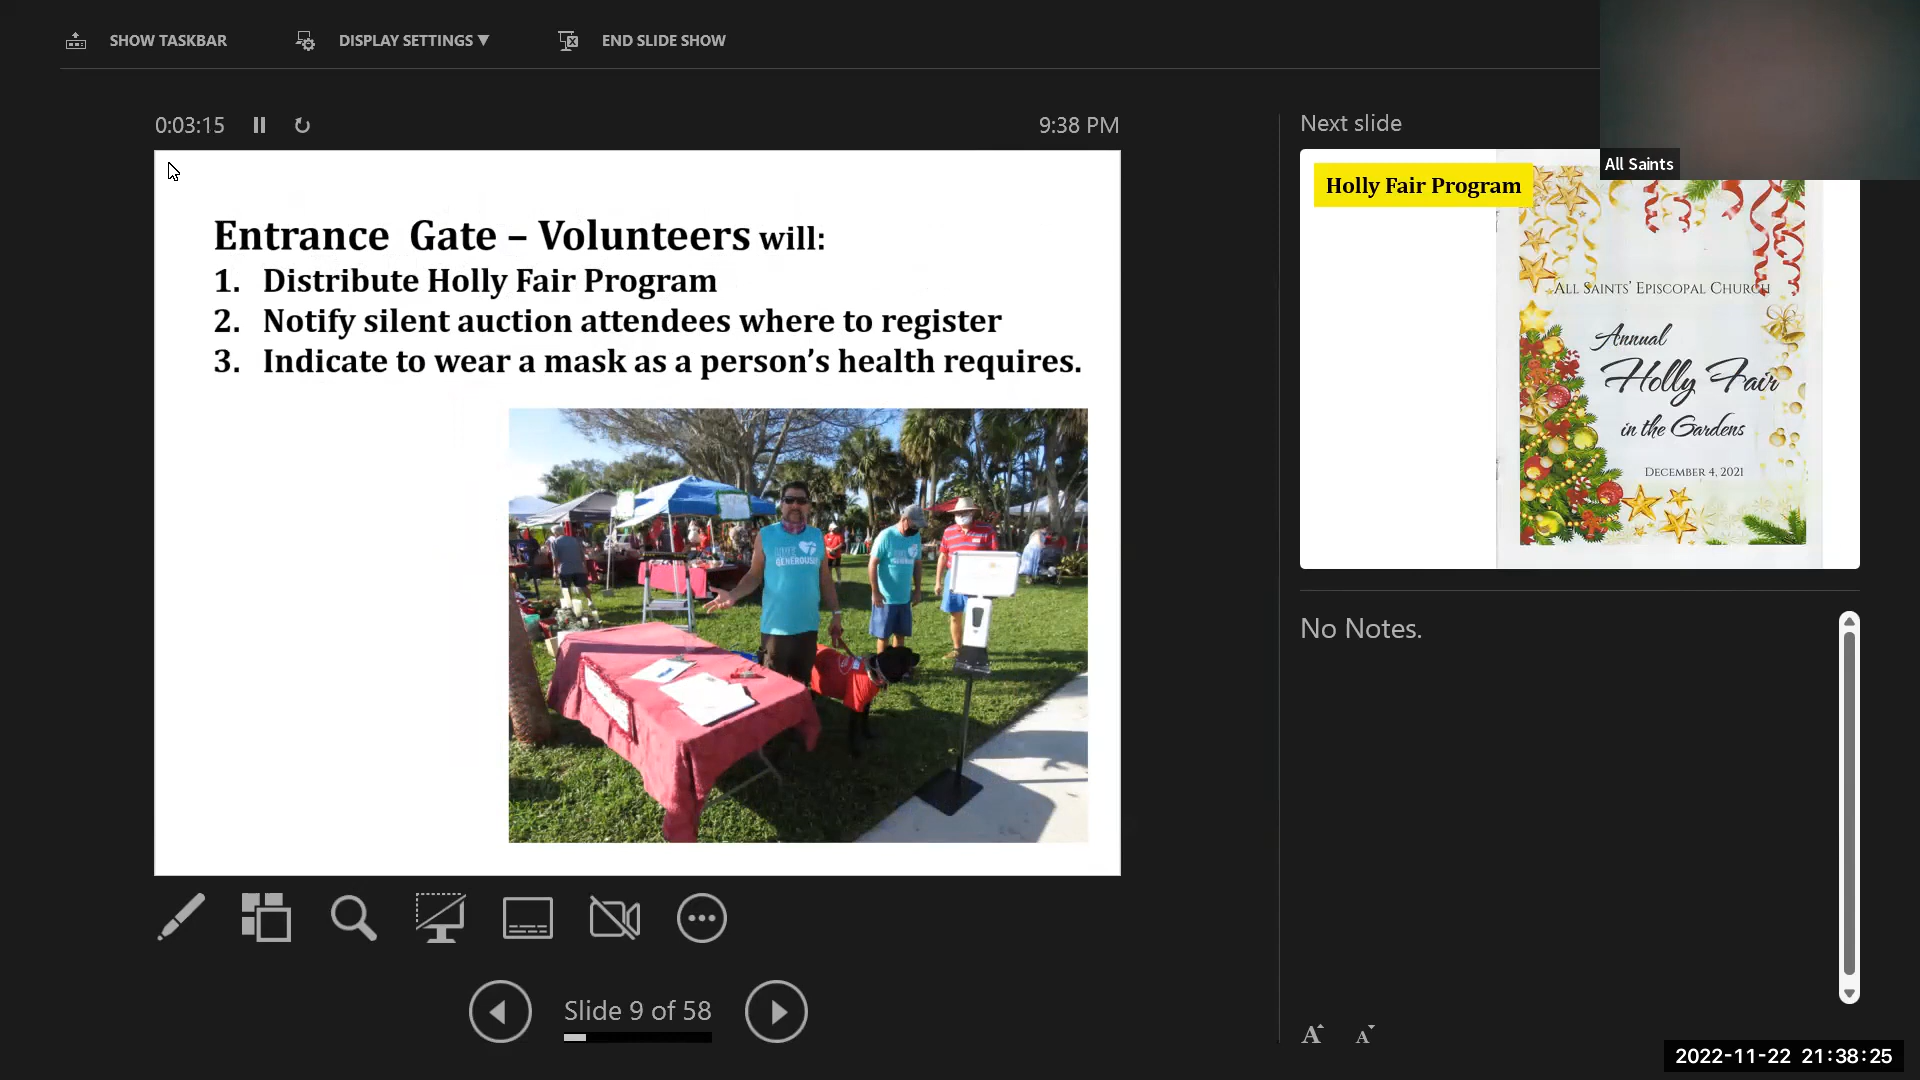 SHOW TASKBAR
DISPLAY SETTINGS ▼
END SLIDE SHOW
0:03:15
9:38 PM
Entrance Gate – Volunteers will:
1. Distribute Holly Fair Program
2. Notify silent auction attendees where to register
3. Indicate to wear a mask as a person’s health requires.
GENEROUSLY
Slide 9 of 58
Next slide
All Saints
Holly Fair Program
All Saints’ Episcopal Church
Annual
Holly Fair
in the Gardens
December 4, 2021
No Notes.
A A
2022-11-22 21:38:25